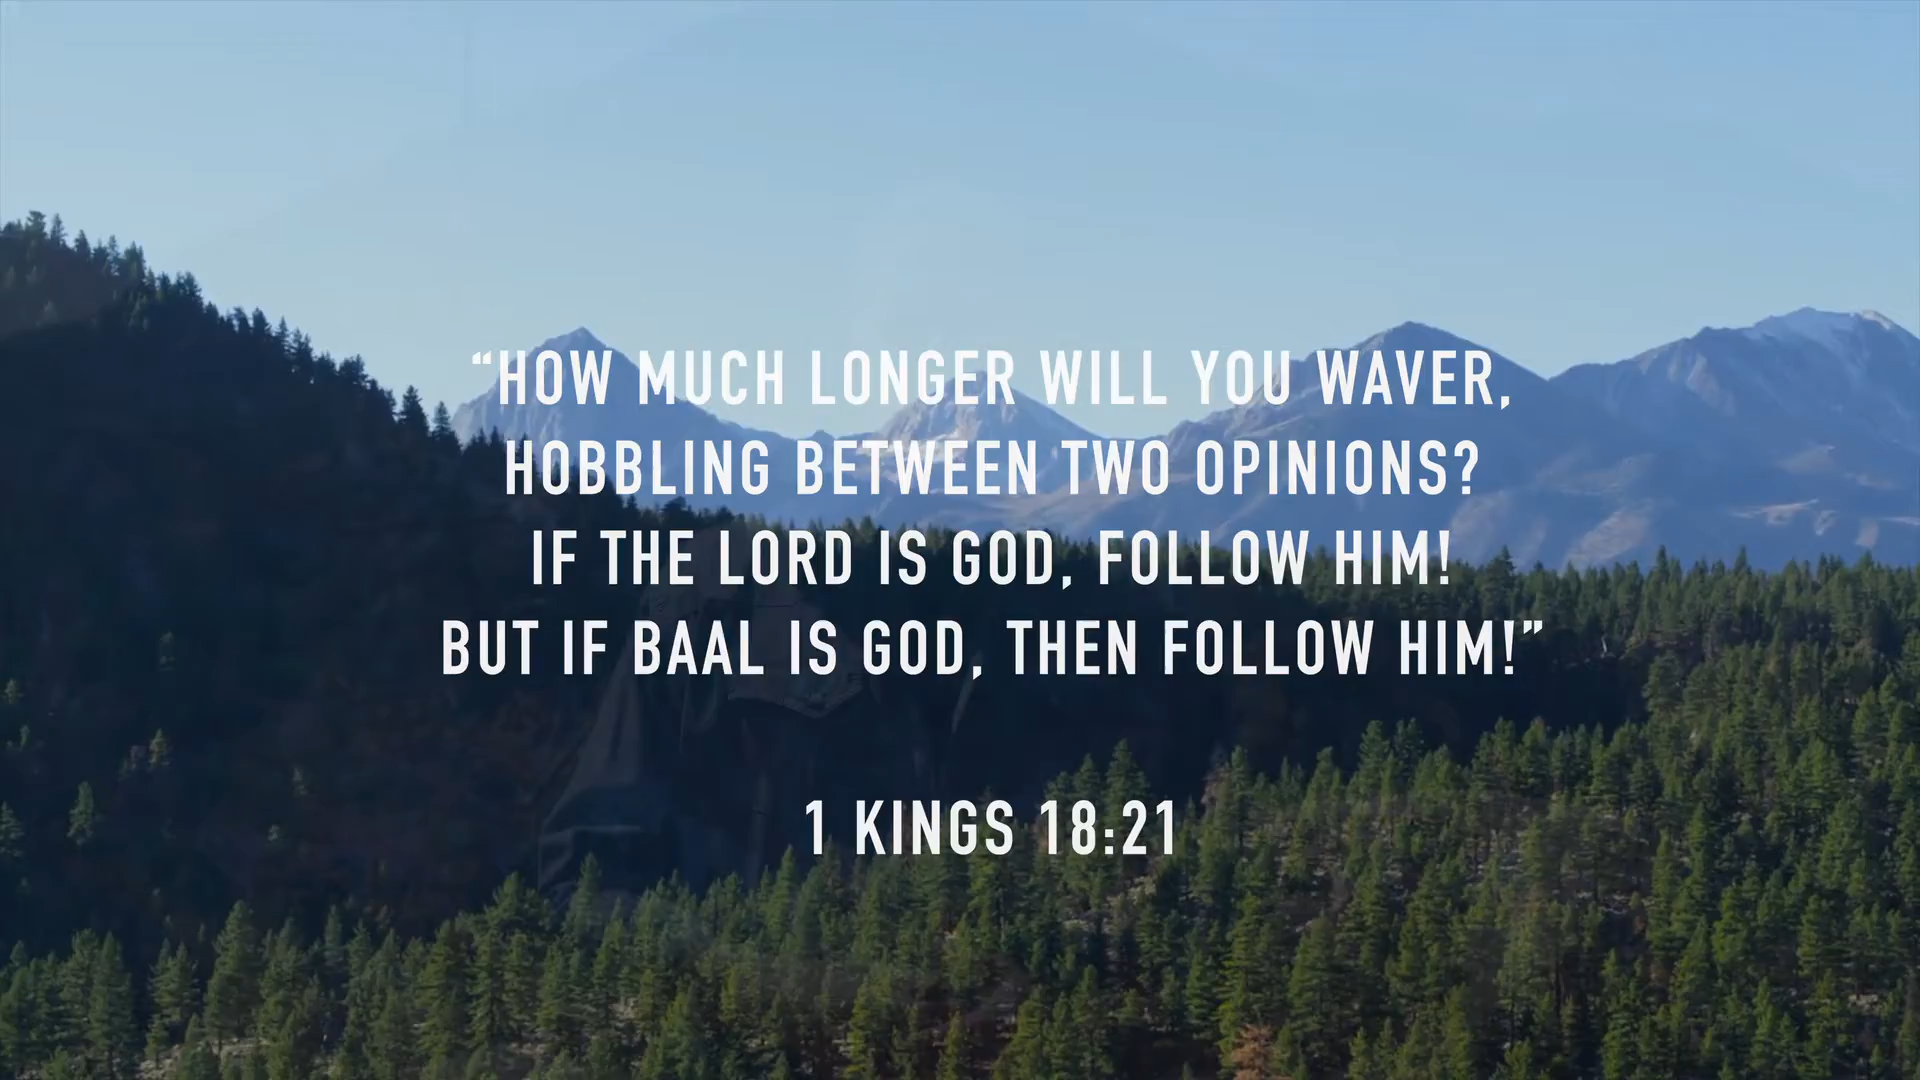 “HOW MUCH LONGER WILL YOU WAVER,
HOBBLING BETWEEN TWO OPINIONS?
IF THE LORD IS GOD, FOLLOW HIM!
BUT IF BAAL IS GOD, THEN FOLLOW HIM!”
1 KINGS 18:21